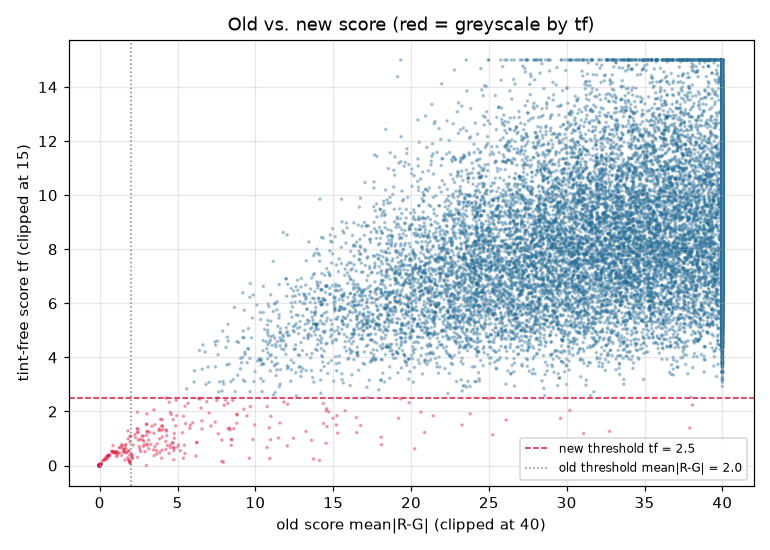 Old vs. new score (red = greyscale by tf)
tint-free score tf (clipped at 15)
14
12
10
8
6
4
2
0
new threshold tf = 2.5
old threshold mean|R-G| = 2.0
0 5 10 15 20 25 30 35 40
old score mean|R-G| (clipped at 40)